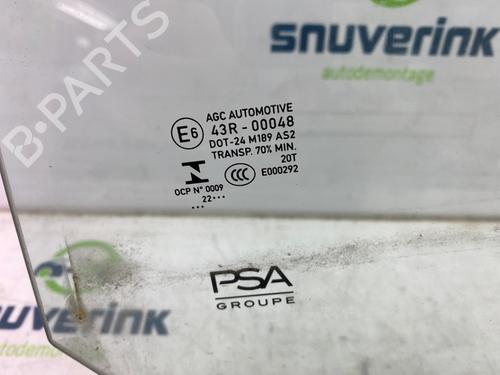 B-PARTS
snuverink
autodemontage
AGC AUTOMOTIVE
E6 43R - 00048
DOT-24 M189 AS2
TRANSP. 70% MIN.
20T
CCC E000292
OCP N° 0009
22•••
•••
PSA
GROUPE
snuverink
autodemontage